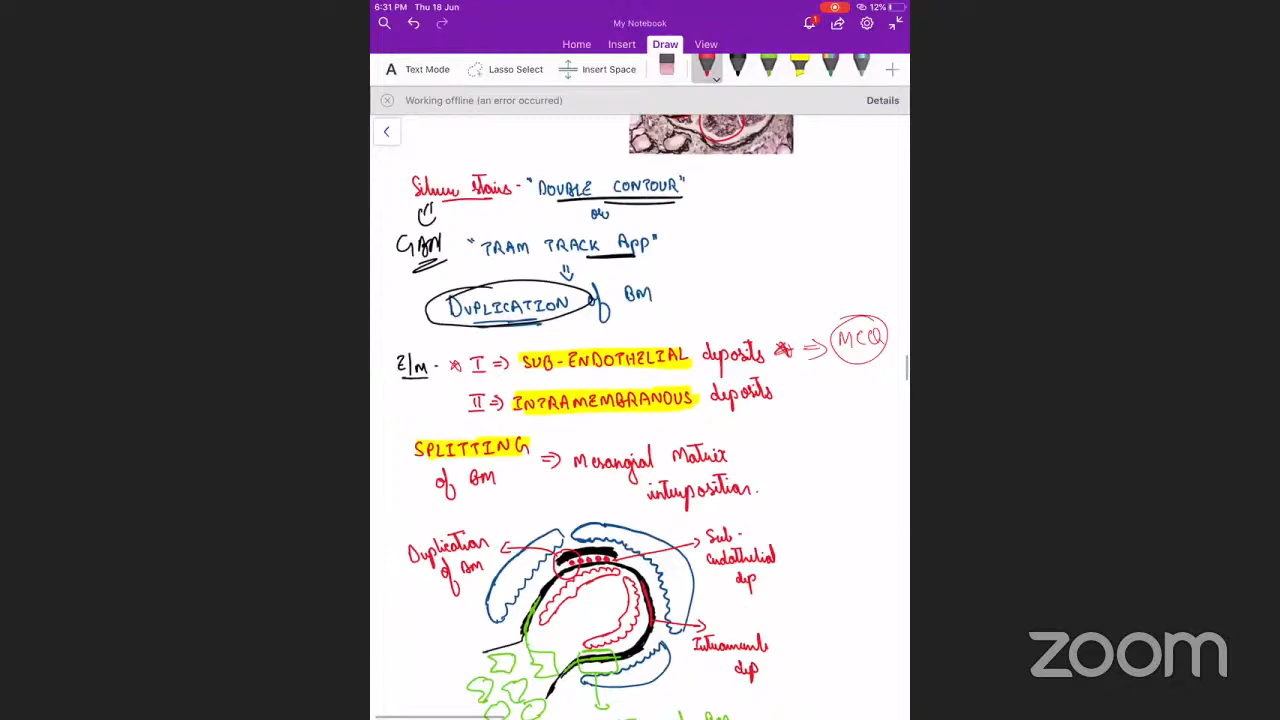 6:31 PM Thu 18 Jun
12%
My Notebook
1
Home Insert Draw View
A Text Mode Lasso Select Insert Space
Working offline (an error occurred) Details
Silver stains - "DOUBLE CONTOUR"
or
GBM "TRAM TRACK App"
DUPLICATION of BM
E/M - * I ⇒ SUB-ENDOTHELIAL deposits * ⇒ MCQ
II ⇒ INTRAMEMBRANOUS deposits
SPLITTING of BM ⇒ Mesangial Matrix
interposition.
Duplication of BM
Sub-
endothelial
dep
Intramemb
dep
zoom